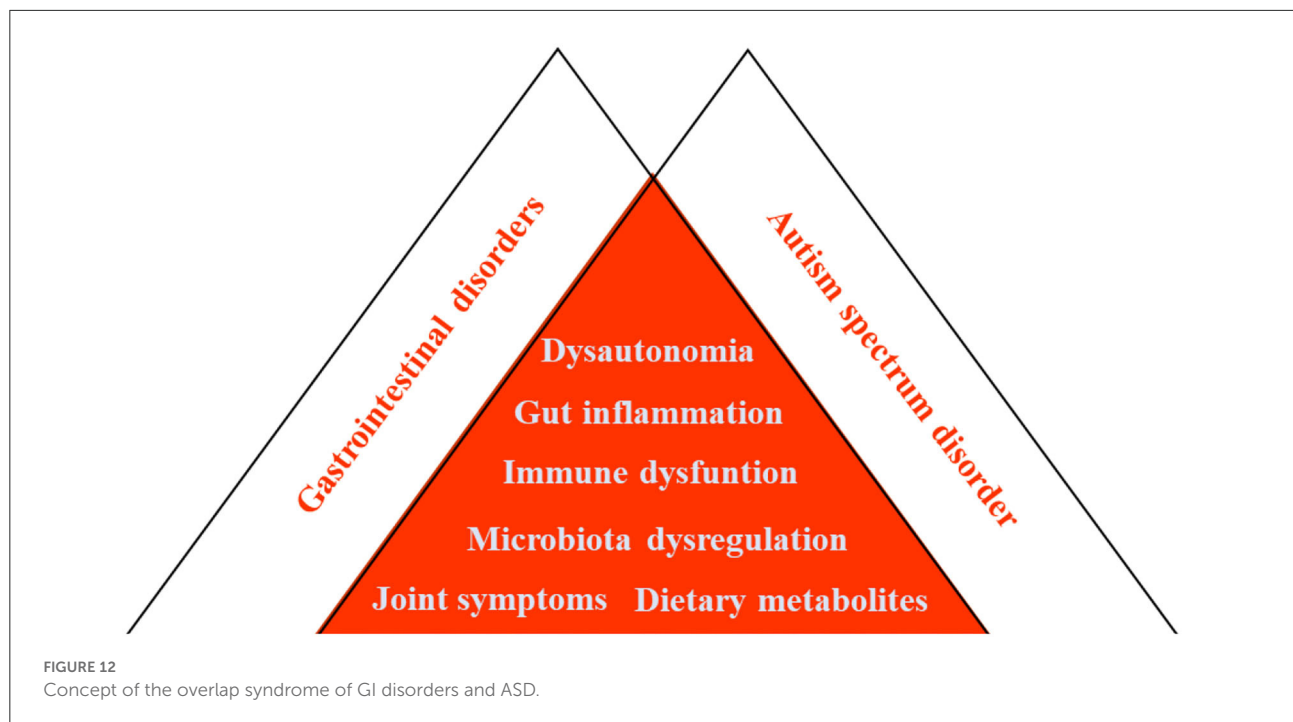 Gastrointestinal disorders
Autism spectrum disorder
Dysautonomia
Gut inflammation
Immune dysfuntion
Microbiota dysregulation
Joint symptoms Dietary metabolites
FIGURE 12
Concept of the overlap syndrome of GI disorders and ASD.